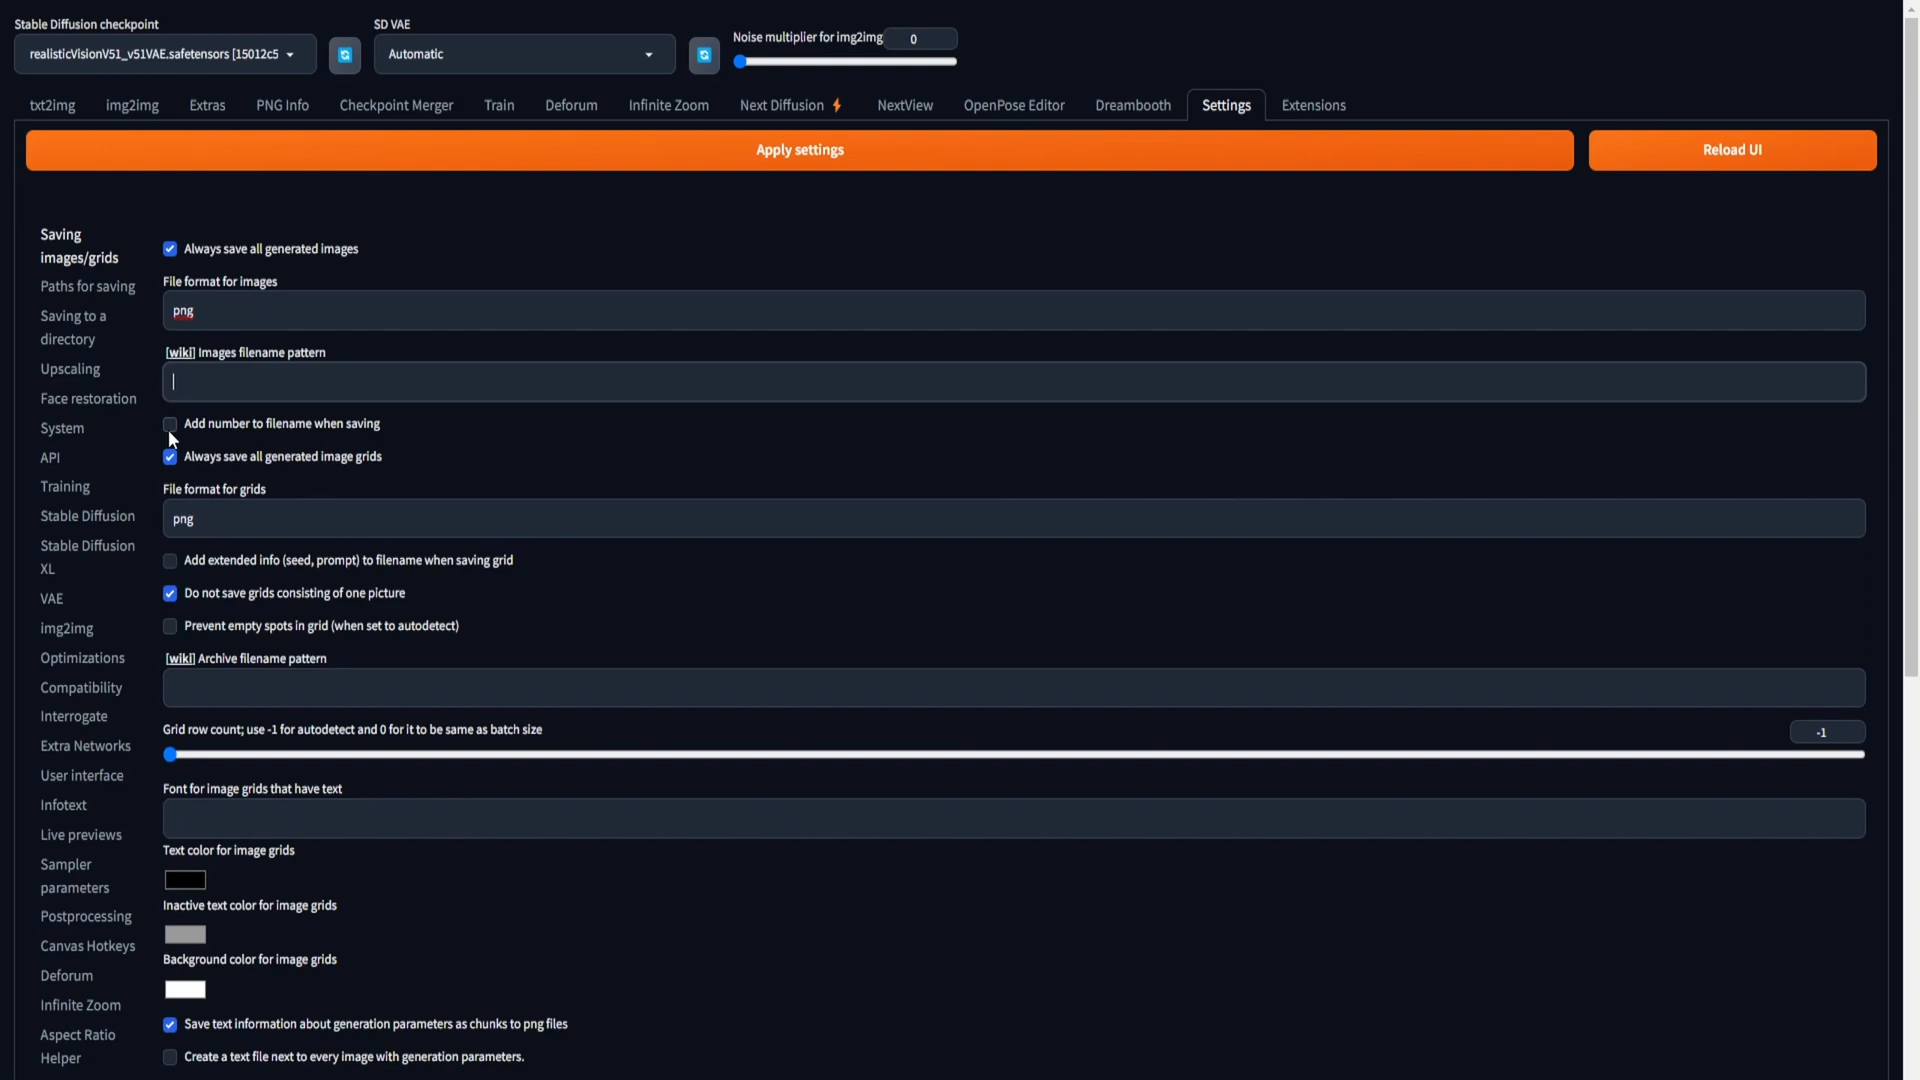 Stable Diffusion checkpoint
realisticVisionV51_v51VAE.safetensors [15012c5
SD VAE
Automatic
Noise multiplier for img2img
0
txt2img
img2img
Extras
PNG Info
Checkpoint Merger
Train
Deforum
Infinite Zoom
Next Diffusion ⚡
NextView
OpenPose Editor
Dreambooth
Settings
Extensions
Apply settings
Reload UI
Saving
images/grids
Paths for saving
Saving to a
directory
Upscaling
Face restoration
System
API
Training
Stable Diffusion
Stable Diffusion
XL
VAE
img2img
Optimizations
Compatibility
Interrogate
Extra Networks
User interface
Infotext
Live previews
Sampler
parameters
Postprocessing
Canvas Hotkeys
Deforum
Infinite Zoom
Aspect Ratio
Helper
Always save all generated images
File format for images
png
[wiki] Images filename pattern
Add number to filename when saving
Always save all generated image grids
File format for grids
png
Add extended info (seed, prompt) to filename when saving grid
Do not save grids consisting of one picture
Prevent empty spots in grid (when set to autodetect)
[wiki] Archive filename pattern
Grid row count; use -1 for autodetect and 0 for it to be same as batch size
-1
Font for image grids that have text
Text color for image grids
Inactive text color for image grids
Background color for image grids
Save text information about generation parameters as chunks to png files
Create a text file next to every image with generation parameters.